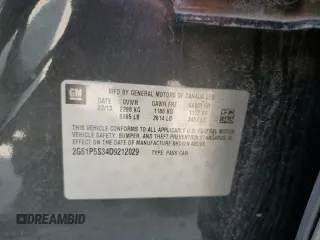 GM
MFD BY GENERAL MOTORS OF CANADA LTD.
DATE GVWR GAWR FRT GAWR RR
02/13 2298 KG 1186 KG
5065 LB 2614 LB
THIS VEHICLE CONFORMS TO ALL APPLICABLE U.S. FEDERAL MOTOR
VEHICLE SAFETY, BUMPER, AND THEFT PREVENTION STANDARDS
IN EFFECT ON THE DATE OF MANUFACTURE SHOWN ABOVE.
2G61P5S34D9212029 TYPE: PASS CAR
DREAMBID